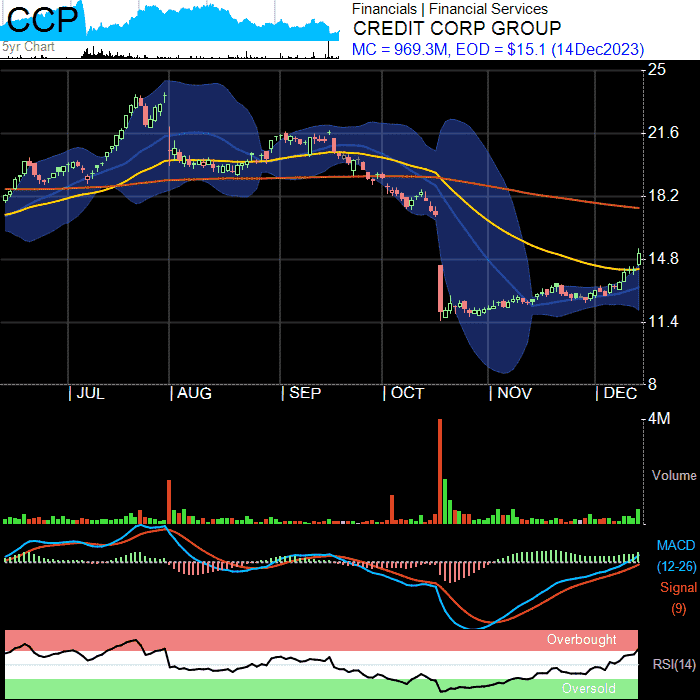 CCP
5yr Chart
Financials | Financial Services
CREDIT CORP GROUP
MC = 969.3M, EOD = $15.1 (14Dec2023)
25
21.6
18.2
14.8
11.4
8
JUL AUG SEP OCT NOV DEC
4M
Volume
MACD
(12-26)
Signal
(9)
Overbought
RSI(14)
Oversold